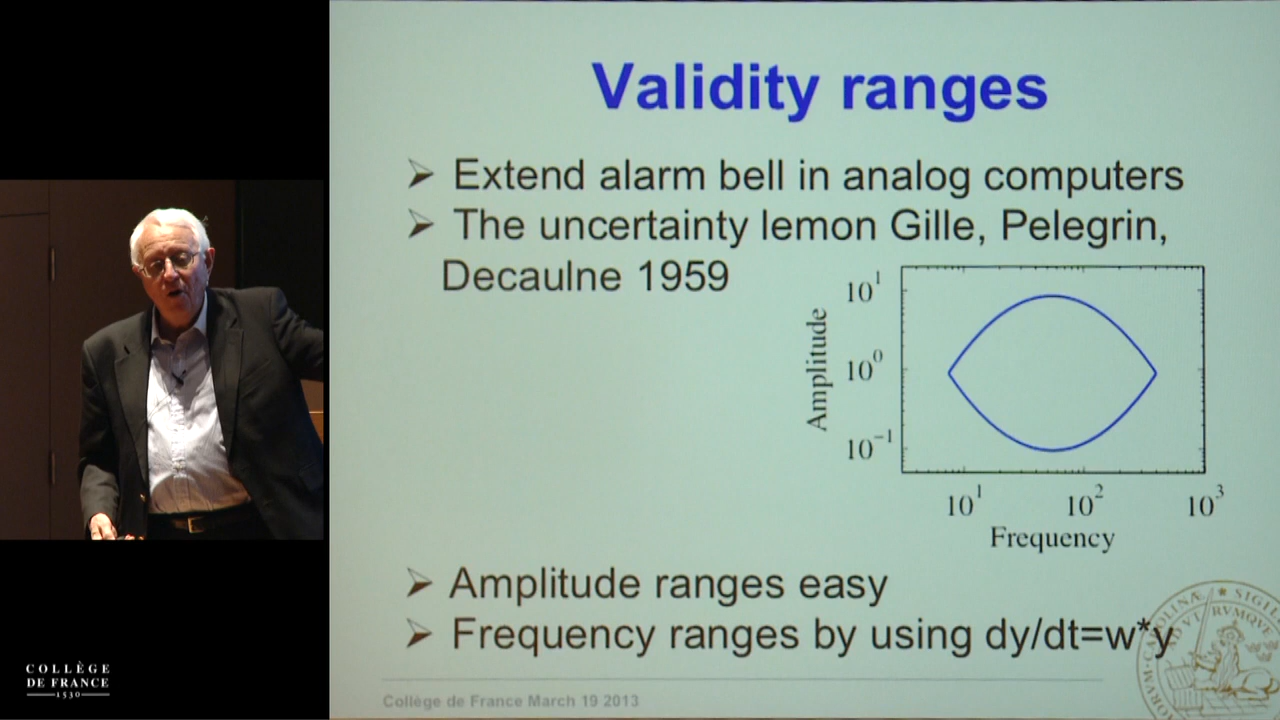 Validity ranges
Extend alarm bell in analog computers
The uncertainty lemon Gille, Pelegrin,
Decaulne 1959
Amplitude
10¹
10⁰
10⁻¹
10¹ 10² 10³
Frequency
Amplitude ranges easy
Frequency ranges by using dy/dt=w*y
Collège de France March 19 2013
COLLÈGE
DE FRANCE
1530